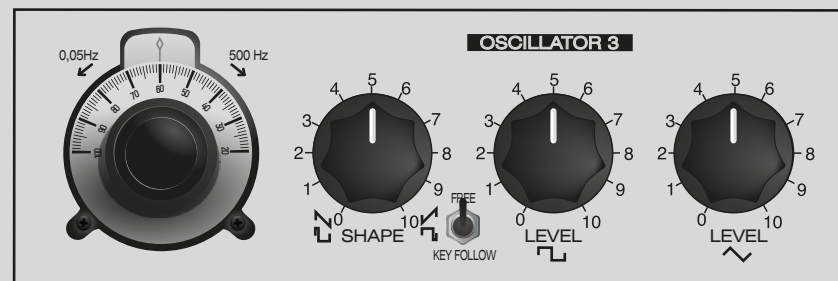 OSCILLATOR 3
0,05Hz
500 Hz
100 90 80 70 60 50 40 30 20
0 1 2 3 4 5 6 7 8 9 10
SHAPE
FREE
KEY FOLLOW
0 1 2 3 4 5 6 7 8 9 10
LEVEL
0 1 2 3 4 5 6 7 8 9 10
LEVEL